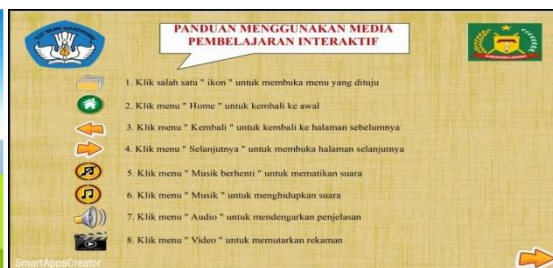 TUT WURI HANDAYANI
PANDUAN MENGGUNAKAN MEDIA
PEMBELAJARAN INTERAKTIF
1. Klik salah satu " ikon " untuk membuka menu yang dituju
2. Klik menu " Home " untuk kembali ke awal
3. Klik menu " Kembali " untuk kembali ke halaman sebelumnya
4. Klik menu " Selanjutnya " untuk membuka halaman selanjutnya
5. Klik menu " Musik berhenti " untuk mematikan suara
6. Klik menu " Musik " untuk menghidupkan suara
7. Klik menu " Audio " untuk mendengarkan penjelasan
8. Klik menu " Video " untuk memutarkan rekaman
SmartAppsCreator